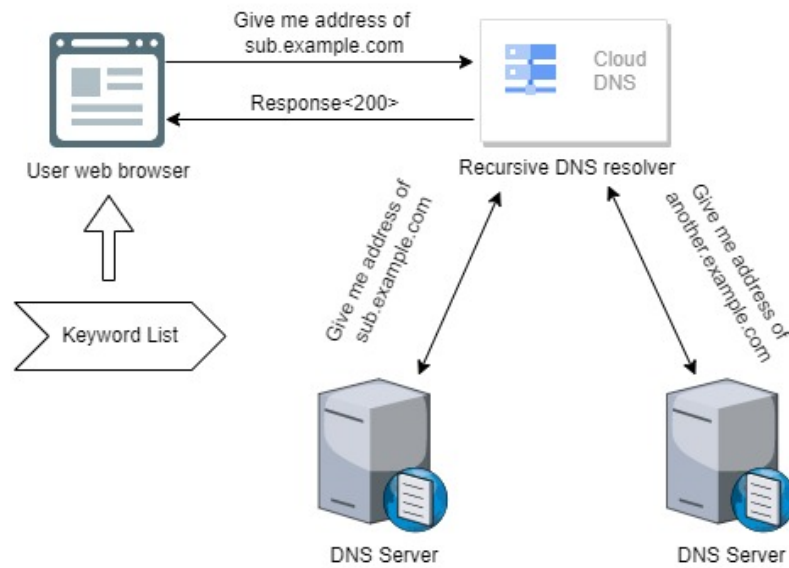 Give me address of
sub.example.com
Cloud
DNS
Response<200>
User web browser
Recursive DNS resolver
Give me address of
sub.example.com
Give me address of
another.example.com
Keyword List
DNS Server
DNS Server